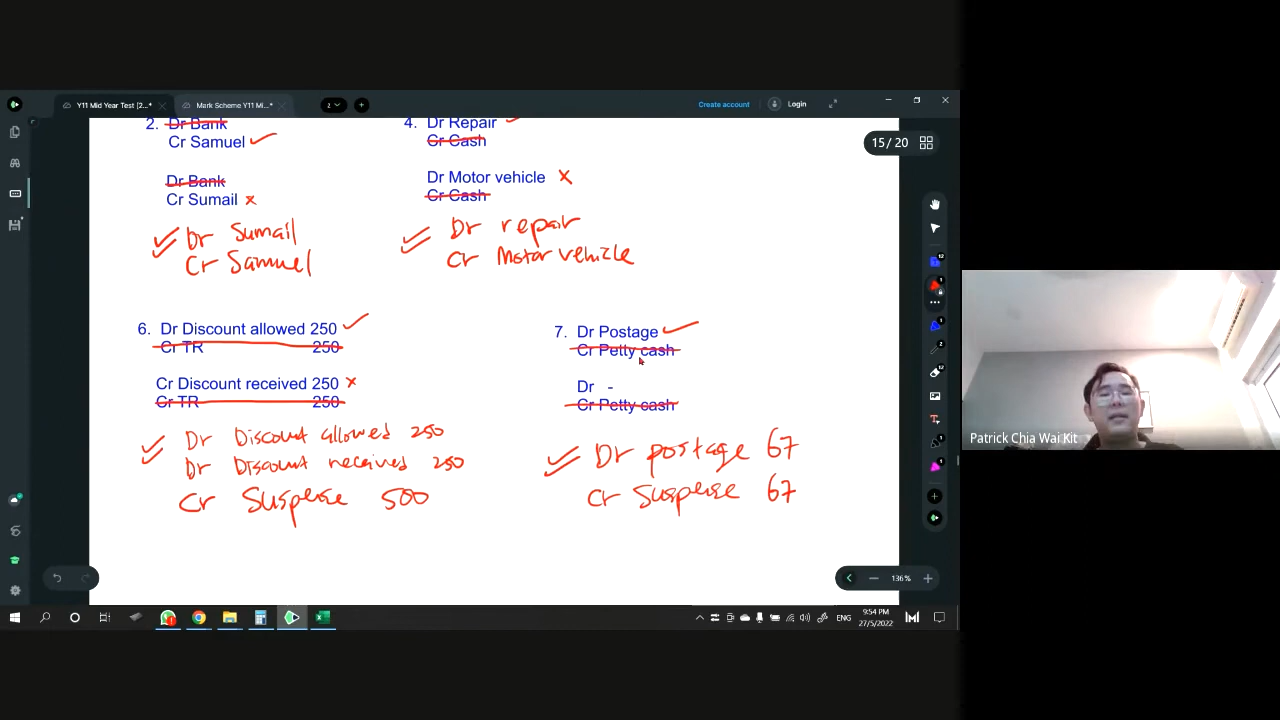 Y11 Mid Year Test [2...*
Mark Scheme Y11 Mi...*
2
Create account
Login
15 / 20
2. Dr Bank
Cr Samuel
Dr Bank
Cr Sumail
Dr Sumail
Cr Samuel
4. Dr Repair
Cr Cash
Dr Motor vehicle
Cr Cash
Dr repair
Cr Motor vehicle
6. Dr Discount allowed 250
Cr TR 250
Cr Discount received 250
Cr TR 250
Dr Discount allowed 250
Dr Discount received 250
Cr Suspense 500
7. Dr Postage
Cr Petty cash
Dr -
Cr Petty cash
Dr postage 67
Cr Suspense 67
136%
Patrick Chia Wai Kit
ENG
9:54 PM
27/5/2022